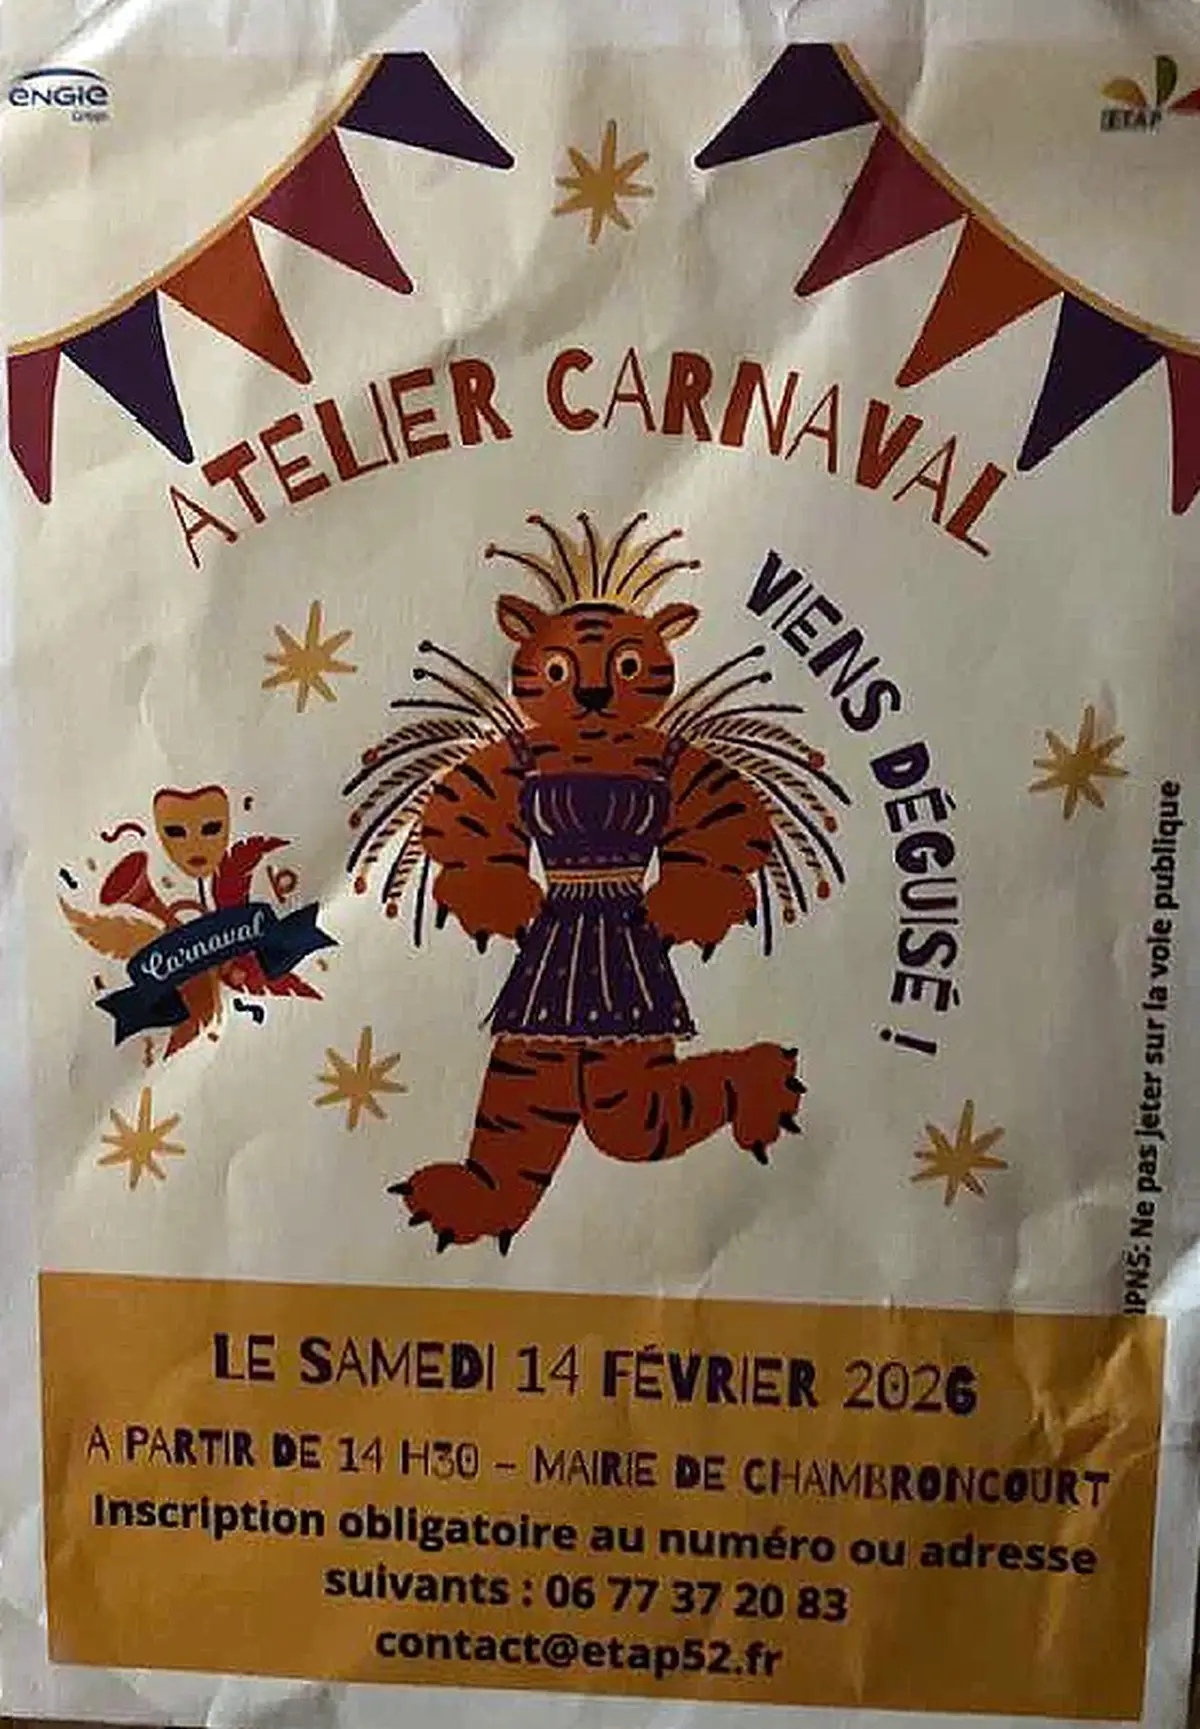 ENGIE
Green
ETAP
ATELIER CARNAVAL
VIENS DÉGUISÉ !
Carnaval
IPNS: Ne pas jeter sur la voie publique
LE SAMEDI 14 FÉVRIER 2026
A PARTIR DE 14 H30 – MAIRIE DE CHAMBRONCOURT
Inscription obligatoire au numéro ou adresse
suivants : 06 77 37 20 83
contact@etap52.fr